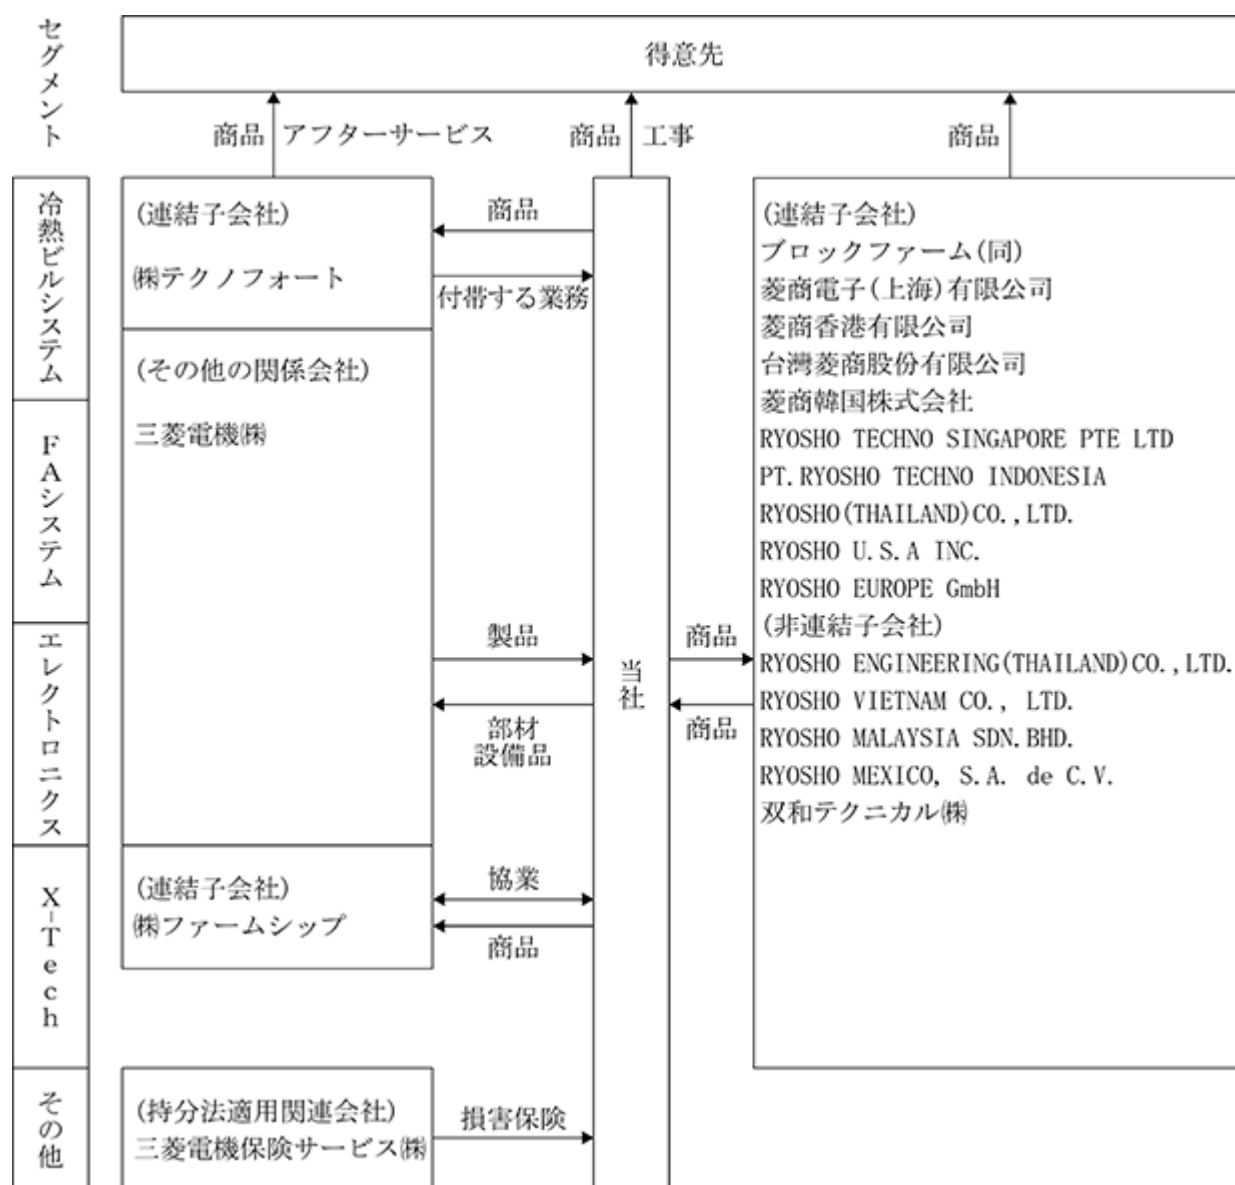 セグメント
得意先
商品
アフターサービス
商品
工事
商品
冷熱ビルシステム
FAシステム
エレクトロニクス
X-Tech
その他
(連結子会社)
㈱テクノフォート
商品
付帯する業務
(その他の関係会社)
三菱電機㈱
製品
部材
設備品
(連結子会社)
㈱ファームシップ
協業
商品
(持分法適用関連会社)
三菱電機保険サービス㈱
損害保険
当社
商品
商品
(連結子会社)
ブロックファーム(同)
菱商電子(上海)有限公司
菱商香港有限公司
台灣菱商股份有限公司
菱商韓国株式会社
RYOSHO TECHNO SINGAPORE PTE LTD
PT.RYOSHO TECHNO INDONESIA
RYOSHO(THAILAND)CO.,LTD.
RYOSHO U.S.A INC.
RYOSHO EUROPE GmbH
(非連結子会社)
RYOSHO ENGINEERING(THAILAND)CO.,LTD.
RYOSHO VIETNAM CO., LTD.
RYOSHO MALAYSIA SDN.BHD.
RYOSHO MEXICO, S.A. de C.V.
双和テクニカル㈱